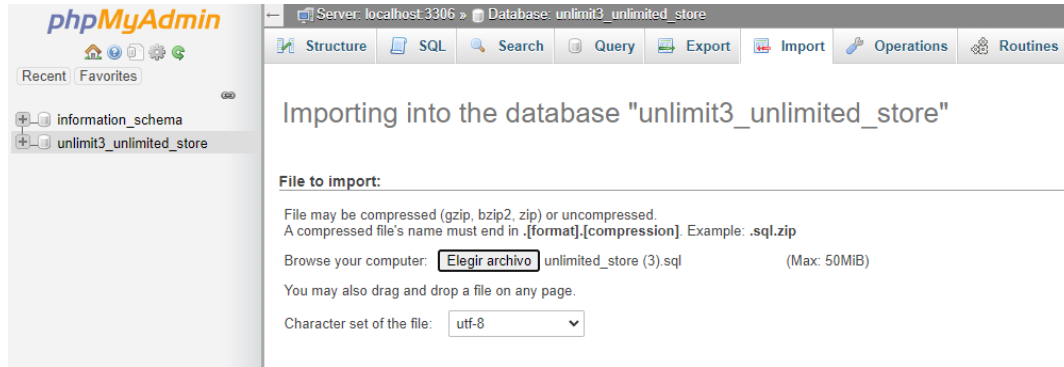 phpMyAdmin
Recent Favorites
information_schema
unlimit3_unlimited_store
Server: localhost:3306 » Database: unlimit3_unlimited_store
Structure SQL Search Query Export Import Operations Routines
Importing into the database "unlimit3_unlimited_store"
File to import:
File may be compressed (gzip, bzip2, zip) or uncompressed.
A compressed file's name must end in .[format].[compression]. Example: .sql.zip
Browse your computer: Elegir archivo unlimited_store (3).sql (Max: 50MiB)
You may also drag and drop a file on any page.
Character set of the file: utf-8